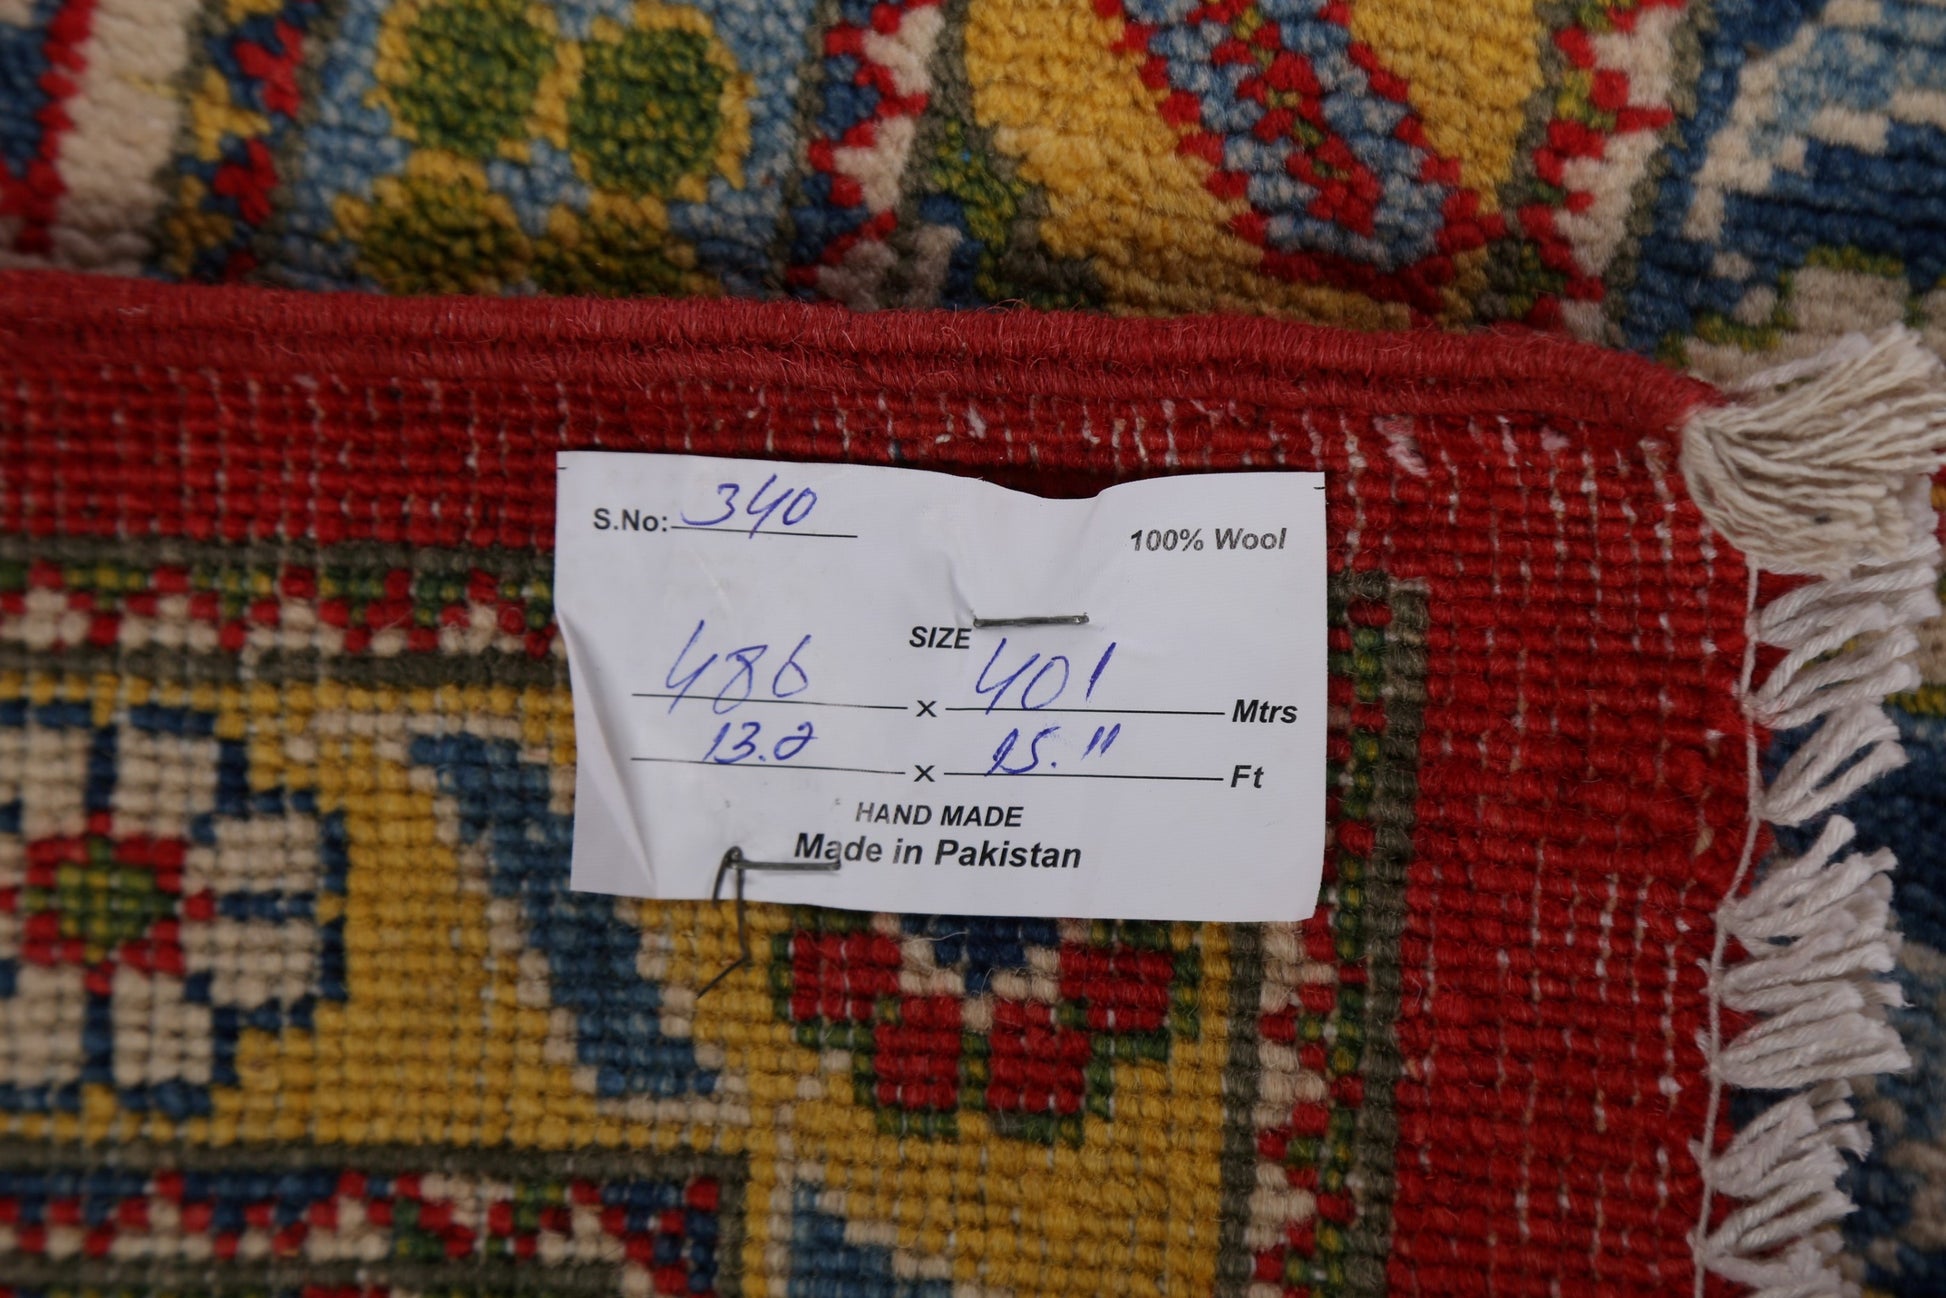 S.No: 340
100% Wool
SIZE
486 x 401 Mtrs
13.2 x 15.11 Ft
HAND MADE
Made in Pakistan